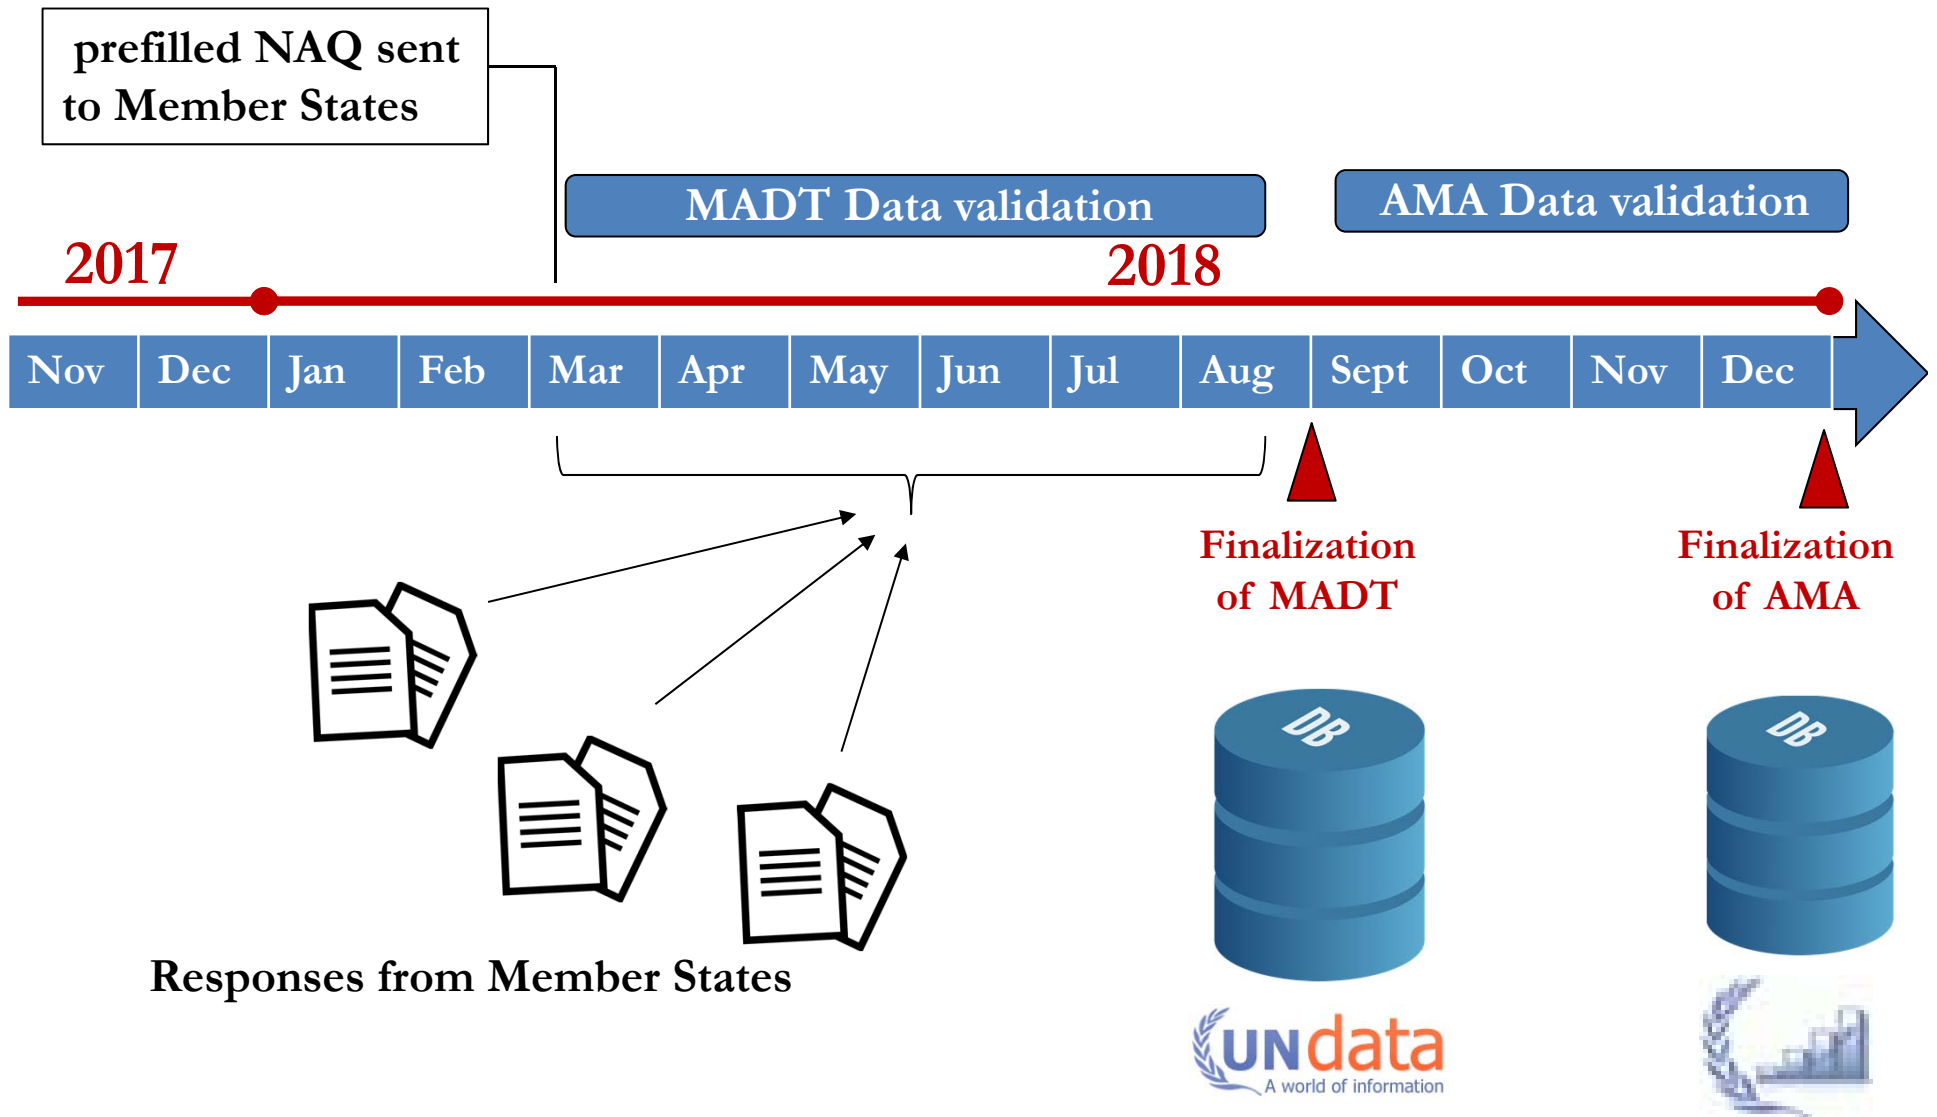 prefilled NAQ sent
to Member States
MADT Data validation
AMA Data validation
2017
2018
Nov Dec Jan Feb Mar Apr May Jun Jul Aug Sept Oct Nov Dec
Finalization
of MADT
Finalization
of AMA
DB
DB
Responses from Member States
UNdata
A world of information